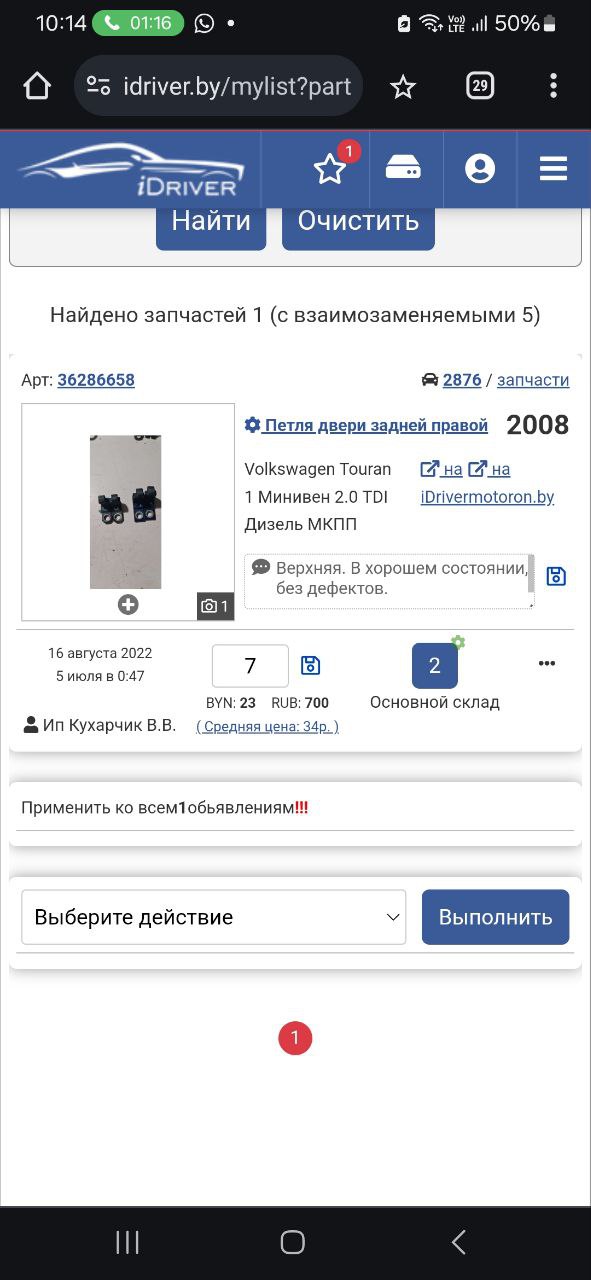 10:14 01:16 Vo)) LTE 50%
idriver.by/mylist?part 29
iDRIVER 1
Найти Очистить
Найдено запчастей 1 (с взаимозаменяемыми 5)
Арт: 36286658 2876 / запчасти
Петля двери задней правой 2008
Volkswagen Touran на на
1 Минивен 2.0 TDI iDrivermotoron.by
Дизель МКПП
Верхняя. В хорошем состоянии,
без дефектов.
1
16 августа 2022 7 2
5 июля в 0:47
BYN: 23 RUB: 700 Основной склад
Ип Кухарчик В.В. ( Средняя цена: 34р. )
Применить ко всем1обьявлениям!!!
Выберите действие Выполнить
1